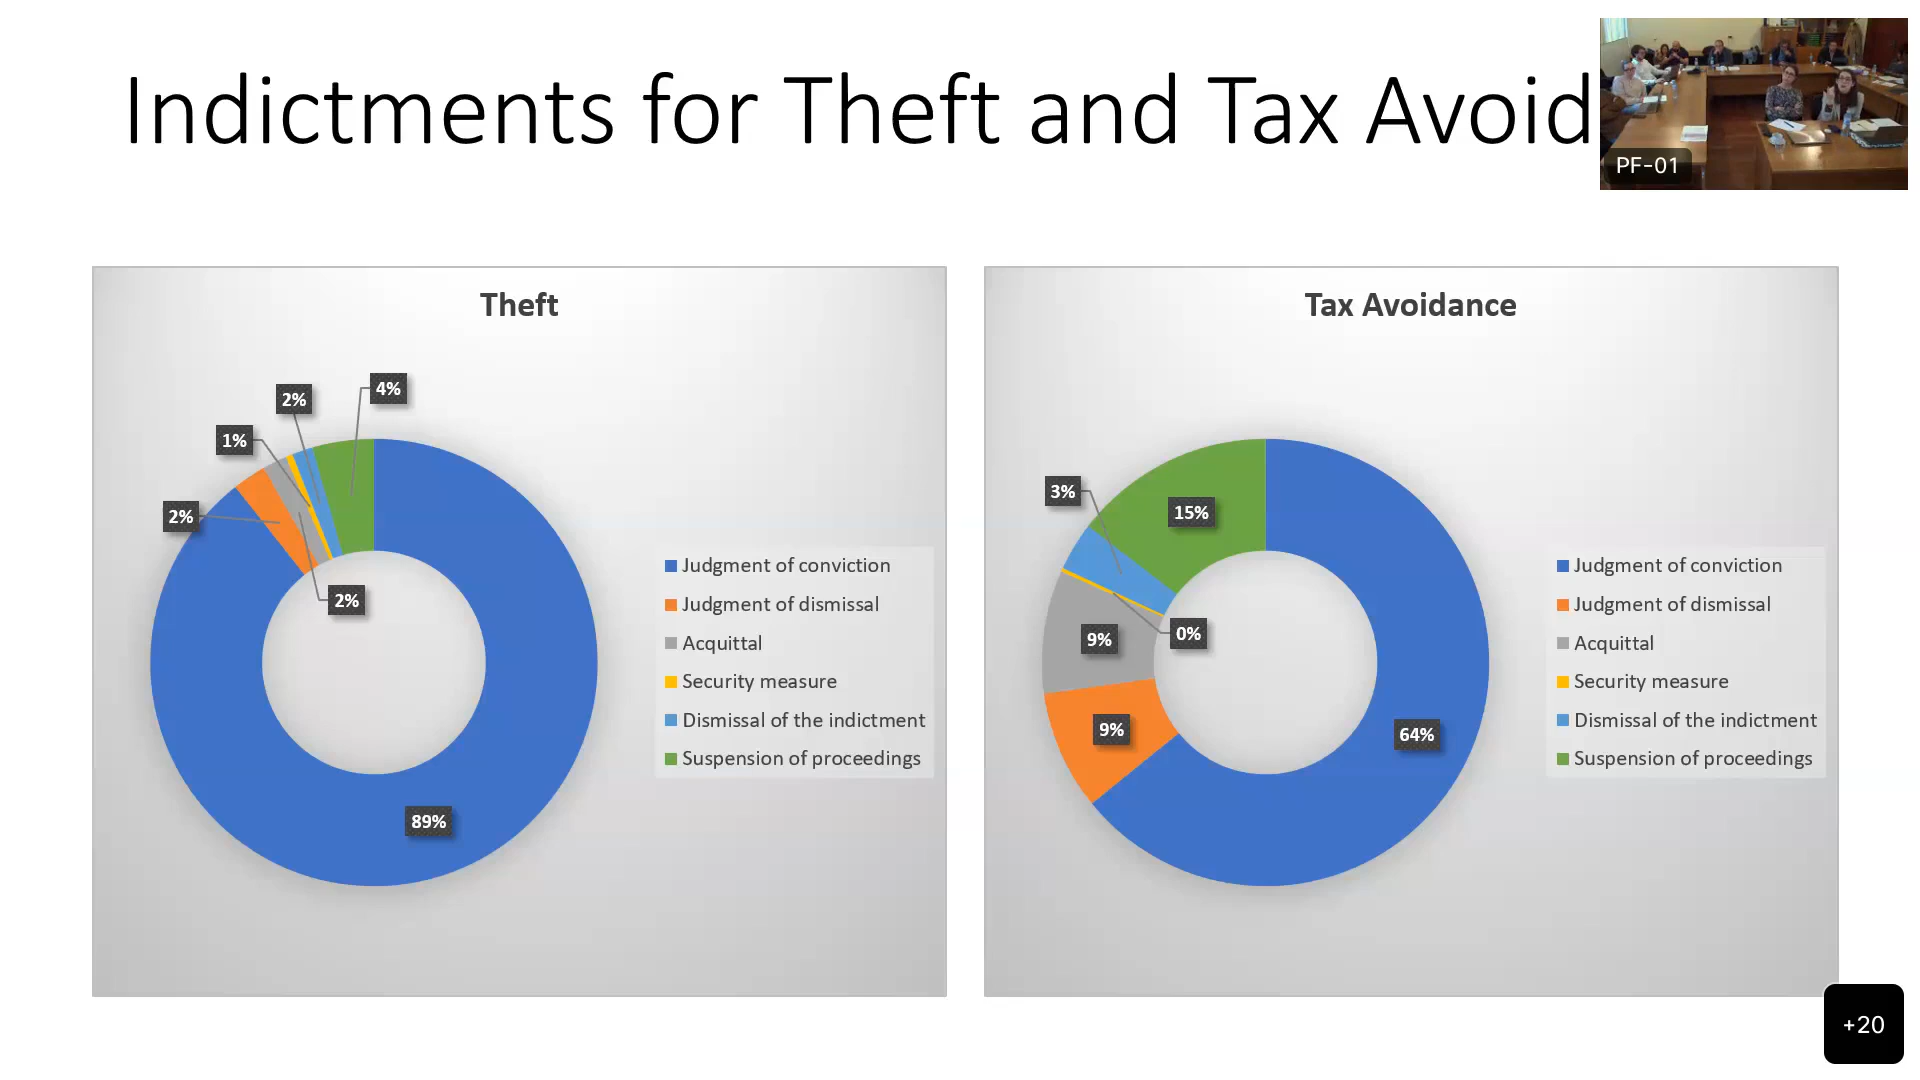 Indictments for Theft and Tax Avoid
PF-01
Theft
4%
2%
1%
2%
2%
89%
Judgment of conviction
Judgment of dismissal
Acquittal
Security measure
Dismissal of the indictment
Suspension of proceedings
Tax Avoidance
3%
15%
9%
0%
9%
64%
Judgment of conviction
Judgment of dismissal
Acquittal
Security measure
Dismissal of the indictment
Suspension of proceedings
+20